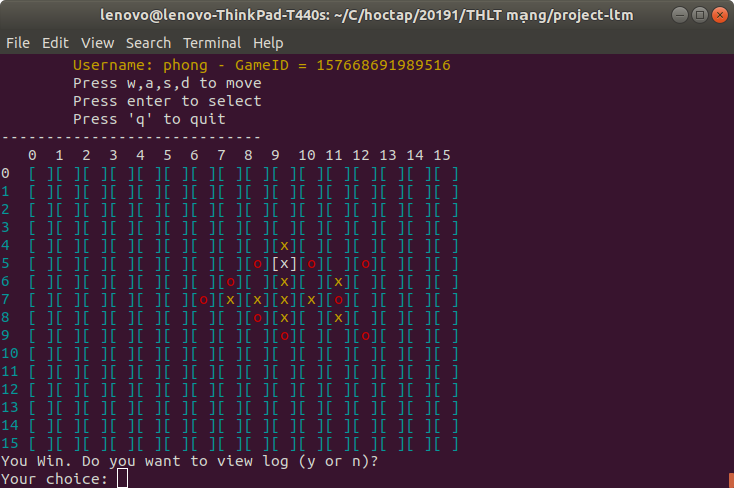 lenovo@lenovo-ThinkPad-T440s: ~/C/hoctap/20191/THLT mạng/project-ltm
File Edit View Search Terminal Help
Username: phong - GameID = 157668691989516
Press w,a,s,d to move
Press enter to select
Press 'q' to quit
-----------------------------
0 1 2 3 4 5 6 7 8 9 10 11 12 13 14 15
0 [ ][ ][ ][ ][ ][ ][ ][ ][ ][ ][ ][ ][ ][ ][ ][ ]
1 [ ][ ][ ][ ][ ][ ][ ][ ][ ][ ][ ][ ][ ][ ][ ][ ]
2 [ ][ ][ ][ ][ ][ ][ ][ ][ ][ ][ ][ ][ ][ ][ ][ ]
3 [ ][ ][ ][ ][ ][ ][ ][ ][ ][ ][ ][ ][ ][ ][ ][ ]
4 [ ][ ][ ][ ][ ][ ][ ][ ][ ][x][ ][ ][ ][ ][ ][ ]
5 [ ][ ][ ][ ][ ][ ][ ][ ][o][x][o][ ][o][ ][ ][ ]
6 [ ][ ][ ][ ][ ][ ][ ][o][ ][x][ ][x][ ][ ][ ][ ]
7 [ ][ ][ ][ ][ ][ ][o][x][x][x][x][o][ ][ ][ ][ ]
8 [ ][ ][ ][ ][ ][ ][ ][ ][o][x][ ][x][ ][ ][ ][ ]
9 [ ][ ][ ][ ][ ][ ][ ][ ][ ][o][ ][ ][o][ ][ ][ ]
10 [ ][ ][ ][ ][ ][ ][ ][ ][ ][ ][ ][ ][ ][ ][ ][ ]
11 [ ][ ][ ][ ][ ][ ][ ][ ][ ][ ][ ][ ][ ][ ][ ][ ]
12 [ ][ ][ ][ ][ ][ ][ ][ ][ ][ ][ ][ ][ ][ ][ ][ ]
13 [ ][ ][ ][ ][ ][ ][ ][ ][ ][ ][ ][ ][ ][ ][ ][ ]
14 [ ][ ][ ][ ][ ][ ][ ][ ][ ][ ][ ][ ][ ][ ][ ][ ]
15 [ ][ ][ ][ ][ ][ ][ ][ ][ ][ ][ ][ ][ ][ ][ ][ ]
You Win. Do you want to view log (y or n)?
Your choice: